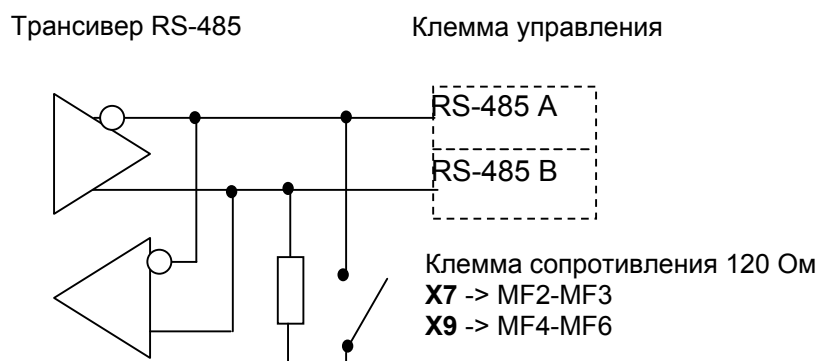 Трансивер RS-485
Клемма управления
RS-485 A
RS-485 B
Клемма сопротивления 120 Ом
X7 -> MF2-MF3
X9 -> MF4-MF6